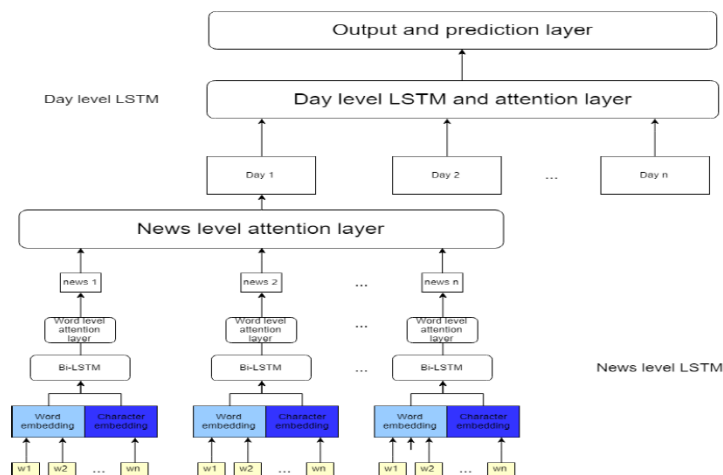 Output and prediction layer
Day level LSTM
Day level LSTM and attention layer
Day 1
Day 2
...
Day n
News level attention layer
news 1
news 2
...
news n
Word level
attention
layer
Word level
attention
layer
...
Word level
attention
layer
Bi-LSTM
Bi-LSTM
...
Bi-LSTM
News level LSTM
Word
embedding
Character
embedding
Word
embedding
Character
embedding
Word
embedding
Character
embedding
w1
w2
...
wn
w1
w2
...
wn
w1
w2
...
wn